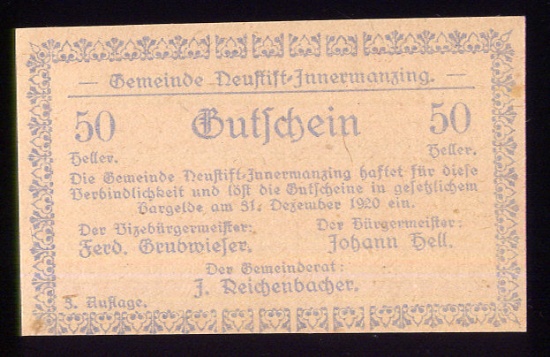 — Gemeinde Neustift-Innermanzing. —
50 Gutschein 50
Heller. Heller.
Die Gemeinde Neustift-Innermanzing haftet für diese
Verbindlichkeit und löst die Gutscheine in gesetzlichem
Bargelde am 31. Dezember 1920 ein.
Der Vizebürgermeister: Der Bürgermeister:
Ferd. Grubwieser. Johann Hell.
Der Gemeinderat:
J. Reichenbacher.
3. Auflage.